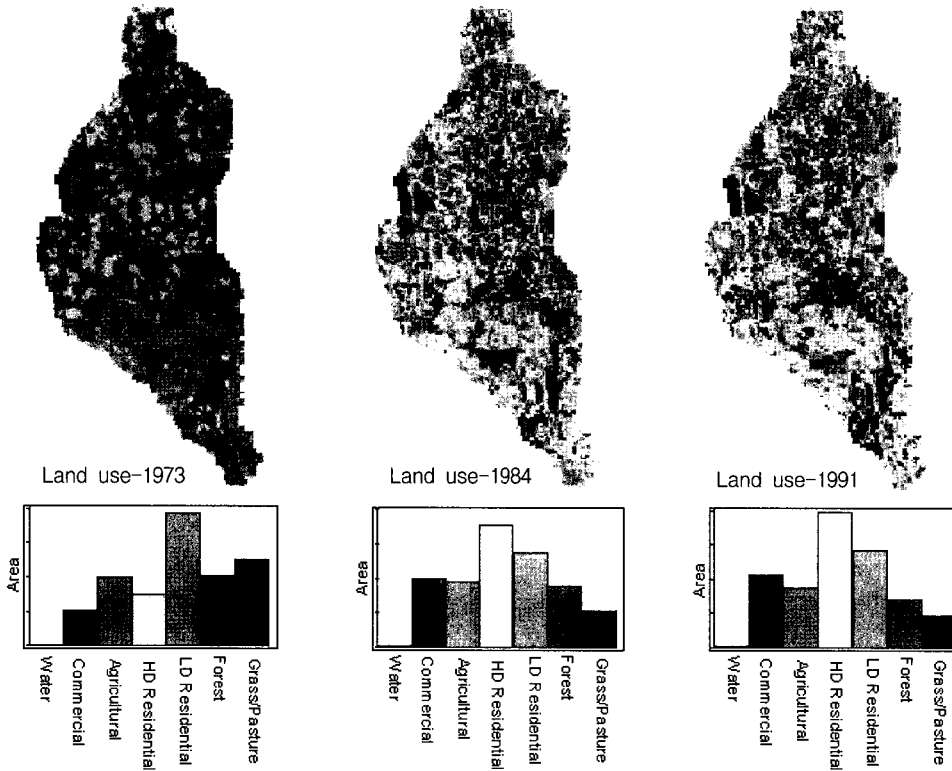 Land use-1973
Land use-1984
Land use-1991
Area
Water
Commercial
Agricultural
HD Residential
LD Residential
Forest
Grass/Pasture
Area
Water
Commercial
Agricultural
HD Residential
LD Residential
Forest
Grass/Pasture
Area
Water
Commercial
Agricultural
HD Residential
LD Residential
Forest
Grass/Pasture